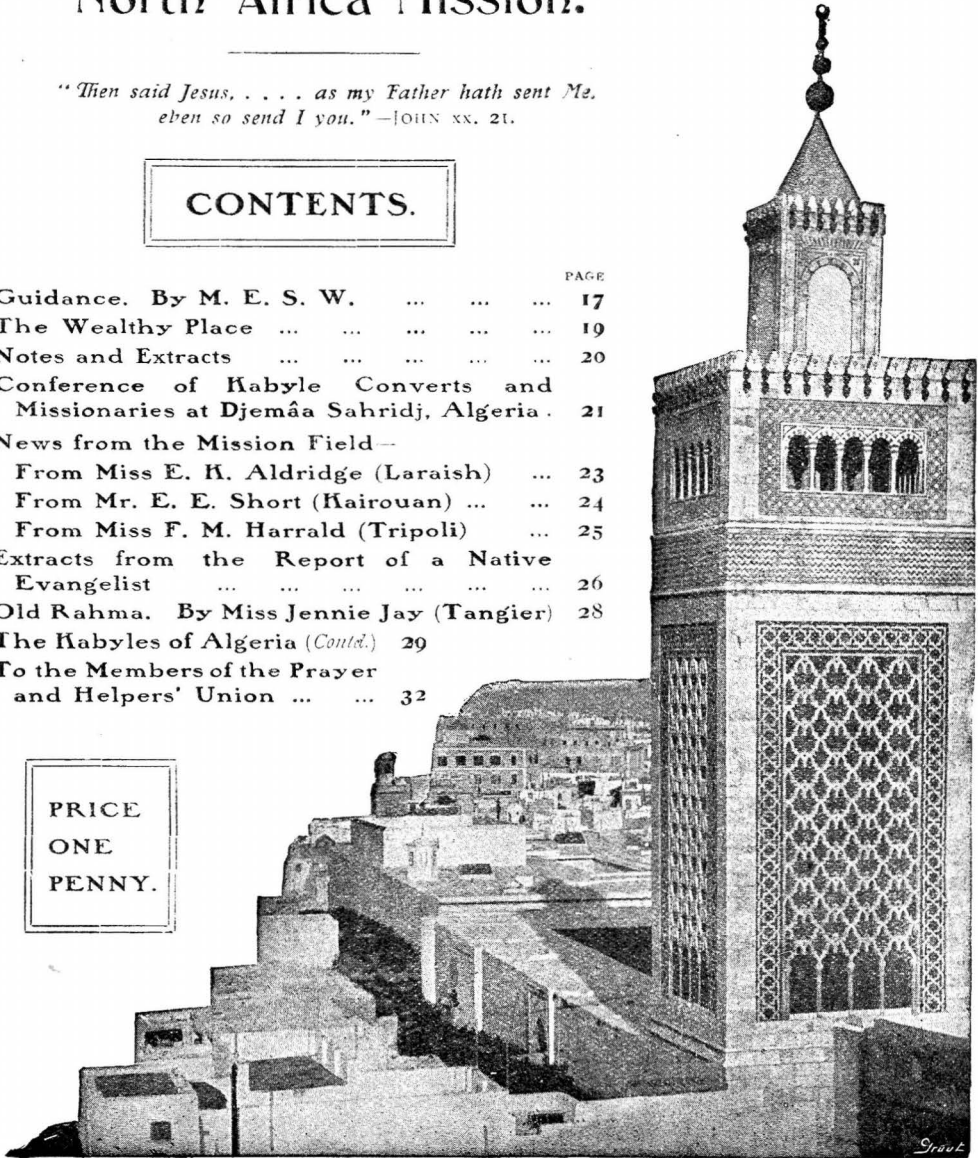 North Africa Mission.
"Then said Jesus, . . . . as my Father hath sent Me,
even so send I you."—JOHN xx. 21.
CONTENTS.
PAGE
Guidance. By M. E. S. W. ... ... ... 17
The Wealthy Place ... ... ... ... ... 19
Notes and Extracts ... ... ... ... ... 20
Conference of Kabyle Converts and
Missionaries at Djemâa Sahridj, Algeria . 21
News from the Mission Field—
From Miss E. K. Aldridge (Laraish) ... 23
From Mr. E. E. Short (Kairouan) ... ... 24
From Miss F. M. Harrald (Tripoli) ... 25
Extracts from the Report of a Native
Evangelist ... ... ... ... ... 26
Old Rahma. By Miss Jennie Jay (Tangier) 28
The Kabyles of Algeria (Contd.) 29
To the Members of the Prayer
and Helpers' Union ... ... 32
PRICE
ONE
PENNY.
Grout